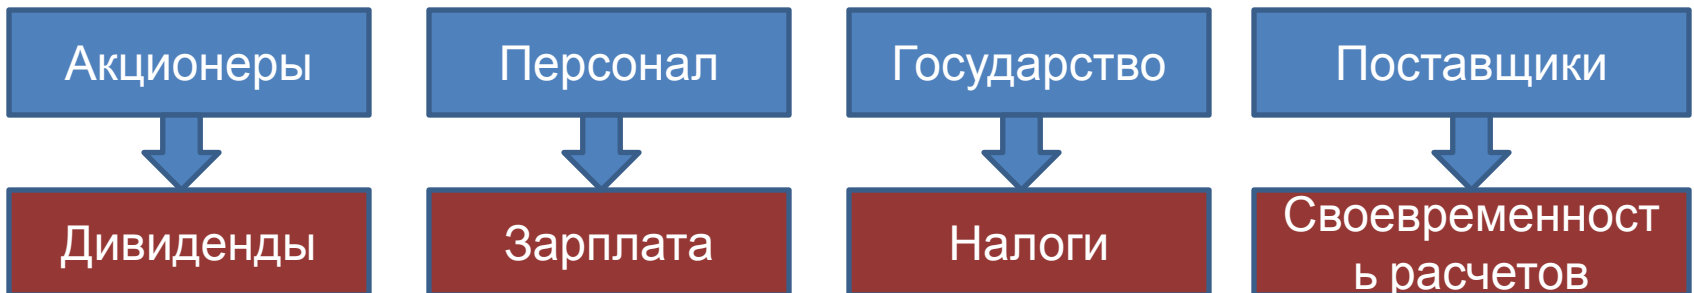 Акционеры
Персонал
Государство
Поставщики
Дивиденды
Зарплата
Налоги
Своевременност
ь расчетов